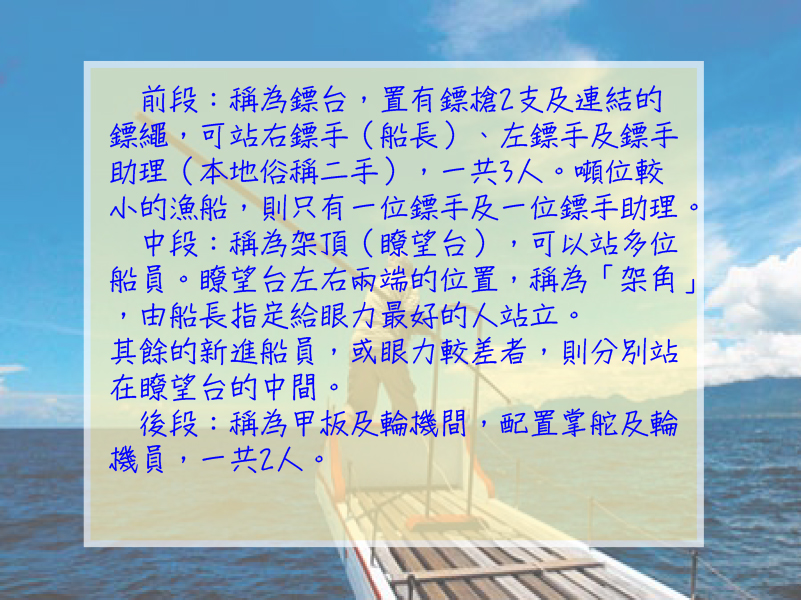 前段：稱為鏢台，置有鏢槍2支及連結的
鏢繩，可站右鏢手（船長）、左鏢手及鏢手
助理（本地俗稱二手），一共3人。噸位較
小的漁船，則只有一位鏢手及一位鏢手助理。
中段：稱為架頂（瞭望台），可以站多位
船員。瞭望台左右兩端的位置，稱為「架角」
，由船長指定給眼力最好的人站立。
其餘的新進船員，或眼力較差者，則分別站
在瞭望台的中間。
後段：稱為甲板及輪機間，配置掌舵及輪
機員，一共2人。